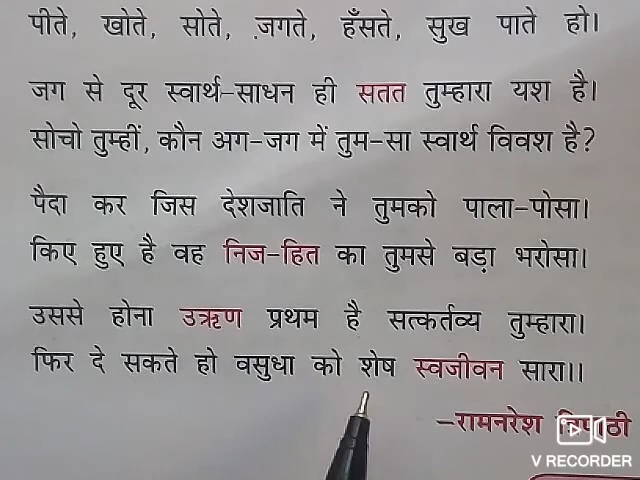 पीते, खोते, सोते, जगते, हँसते, सुख पाते हो।
जग से दूर स्वार्थ-साधन ही सतत तुम्हारा यश है।
सोचो तुम्हीं, कौन अग-जग में तुम-सा स्वार्थ विवश है?
पैदा कर जिस देशजाति ने तुमको पाला-पोसा।
किए हुए है वह निज-हित का तुमसे बड़ा भरोसा।
उससे होना उऋण प्रथम है सत्कर्तव्य तुम्हारा।
फिर दे सकते हो वसुधा को शेष स्वजीवन सारा।।
-रामनरेश त्रिपाठी
V RECORDER